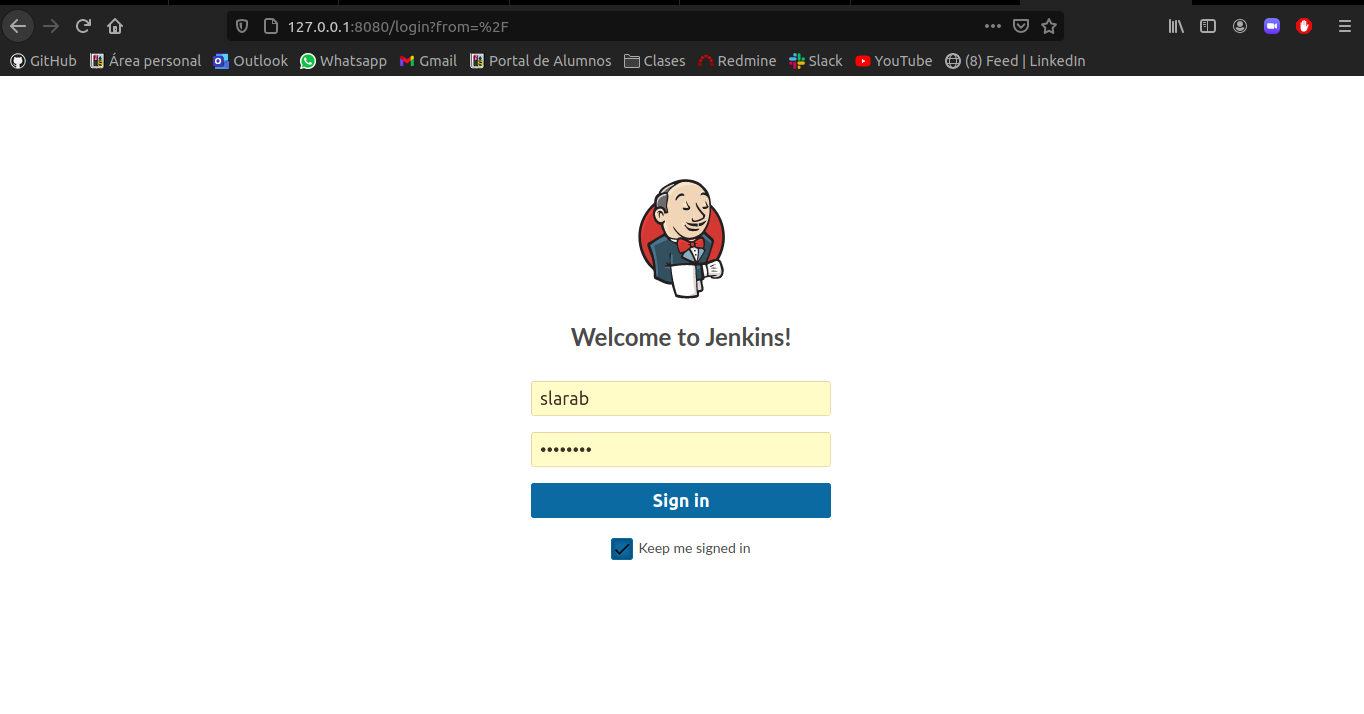 127.0.0.1:8080/login?from=%2F
GitHub Área personal Outlook Whatsapp Gmail Portal de Alumnos Clases Redmine Slack YouTube (8) Feed | LinkedIn
Welcome to Jenkins!
slarab
••••••••
Sign in
Keep me signed in